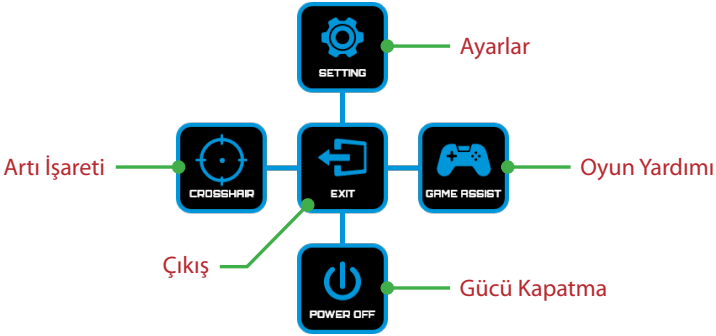 SETTING
Ayarlar
Artı İşareti
CROSSHAIR
EXIT
GAME ASSIST
Oyun Yardımı
Çıkış
POWER OFF
Gücü Kapatma